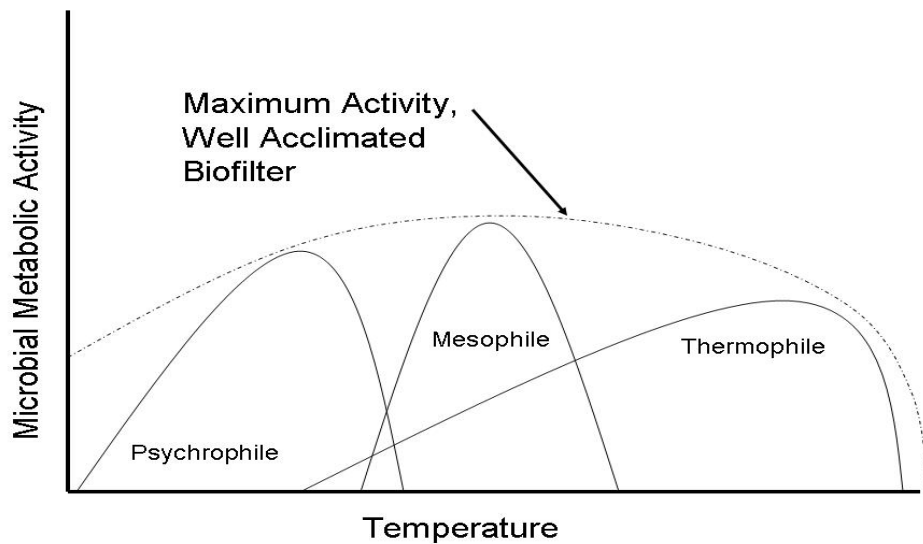 Microbial Metabolic Activity
Maximum Activity,
Well Acclimated
Biofilter
Mesophile
Thermophile
Psychrophile
Temperature